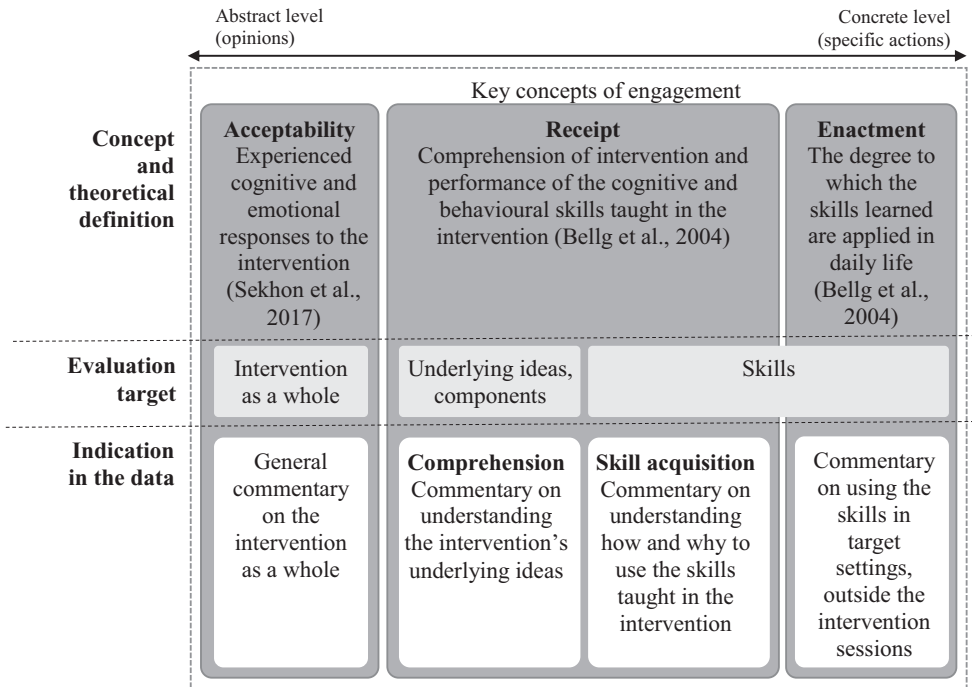 Abstract level
(opinions)
Concrete level
(specific actions)
Key concepts of engagement
Concept
and
theoretical
definition
Acceptability
Experienced
cognitive and
emotional
responses to the
intervention
(Sekhon et al.,
2017)
Receipt
Comprehension of intervention and
performance of the cognitive and
behavioural skills taught in the
intervention (Bellg et al., 2004)
Enactment
The degree to
which the
skills learned
are applied in
daily life
(Bellg et al.,
2004)
Evaluation
target
Intervention
as a whole
Underlying ideas,
components
Skills
Indication
in the data
General
commentary
on the
intervention
as a whole
Comprehension
Commentary on
understanding
the intervention’s
underlying ideas
Skill acquisition
Commentary on
understanding
how and why to
use the skills
taught in the
intervention
Commentary
on using the
skills in
target
settings,
outside the
intervention
sessions